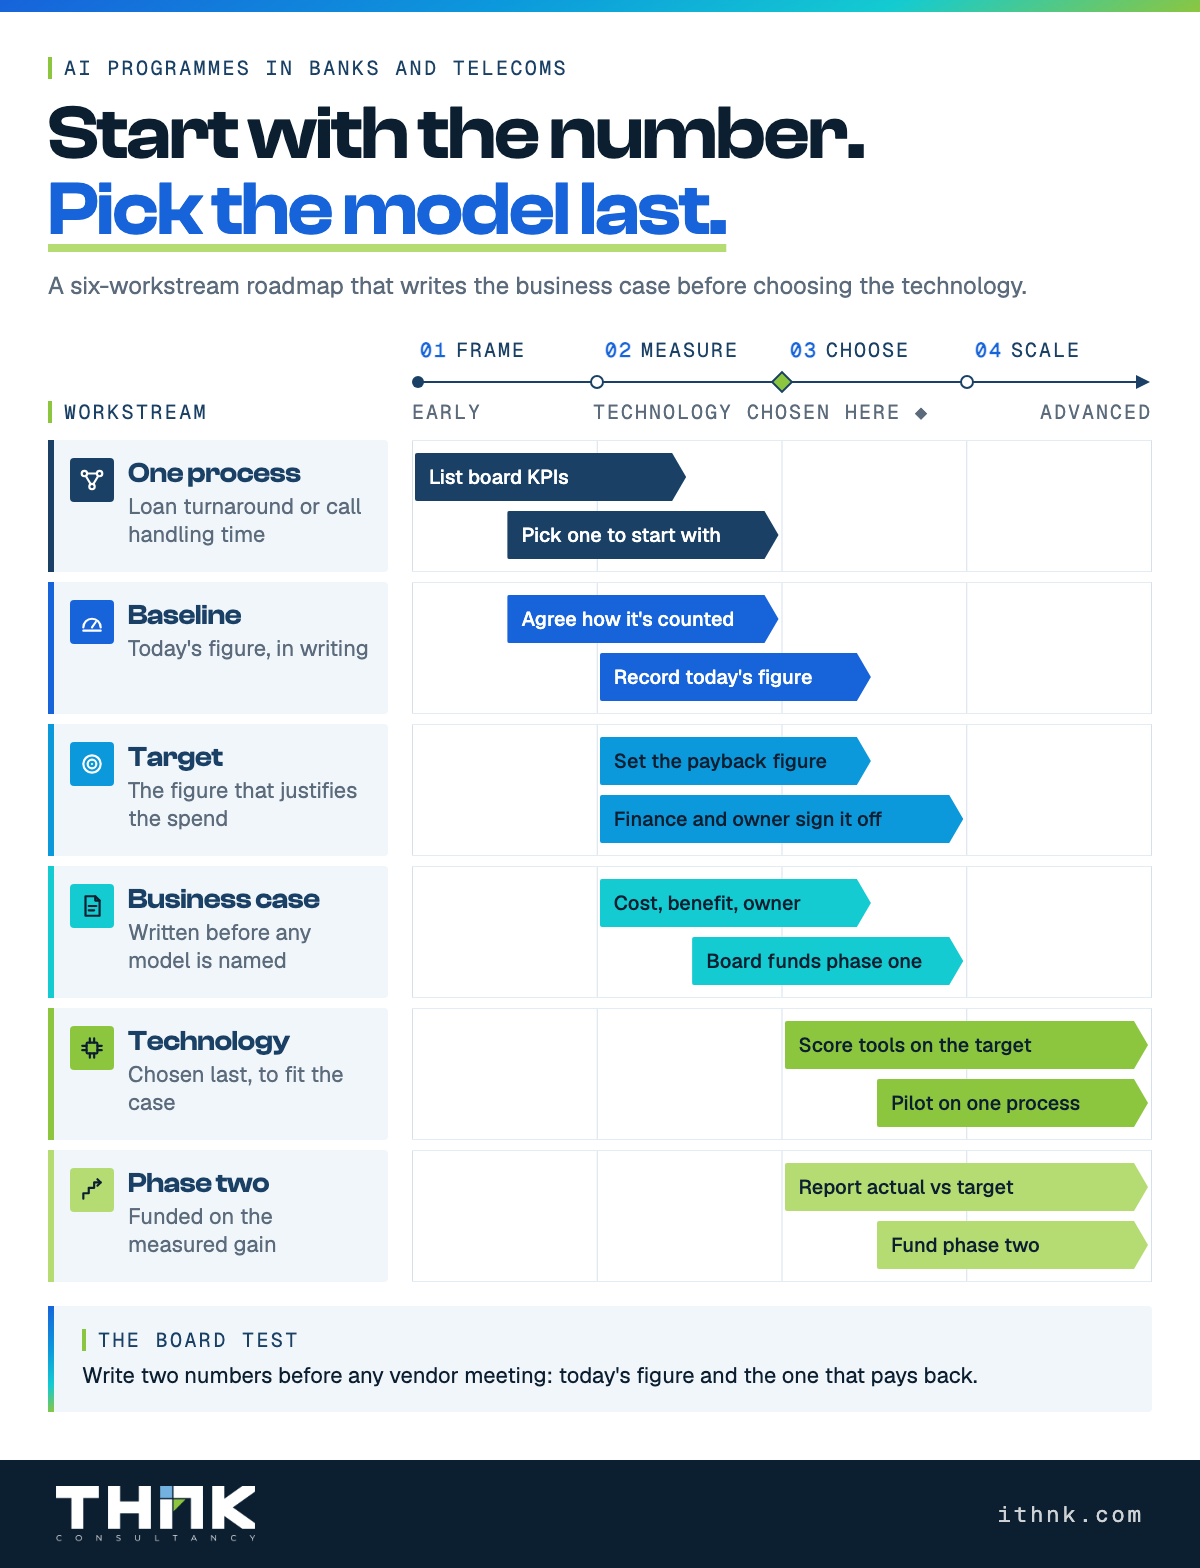 AI PROGRAMMES IN BANKS AND TELECOMS
Start with the number.
Pick the model last.
A six-workstream roadmap that writes the business case before choosing the technology.
01 FRAME
02 MEASURE
03 CHOOSE
04 SCALE
WORKSTREAM
EARLY
TECHNOLOGY CHOSEN HERE ◆
ADVANCED
One process
Loan turnaround or call
handling time
List board KPIs
Pick one to start with
Baseline
Today's figure, in writing
Agree how it's counted
Record today's figure
Target
The figure that justifies
the spend
Set the payback figure
Finance and owner sign it off
Business case
Written before any
model is named
Cost, benefit, owner
Board funds phase one
Technology
Chosen last, to fit the
case
Score tools on the target
Pilot on one process
Phase two
Funded on the
measured gain
Report actual vs target
Fund phase two
THE BOARD TEST
Write two numbers before any vendor meeting: today's figure and the one that pays back.
THINK
CONSULTANCY
ithnk.com